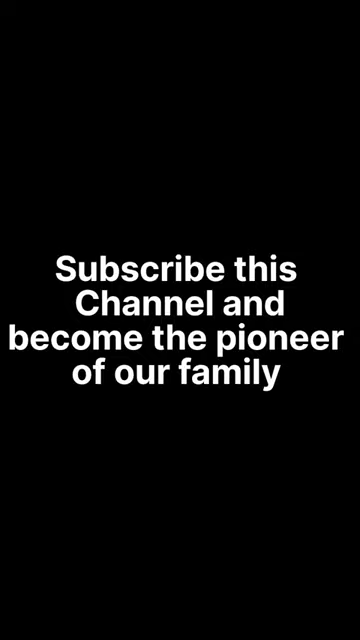 Subscribe this
Channel and
become the pioneer
of our family